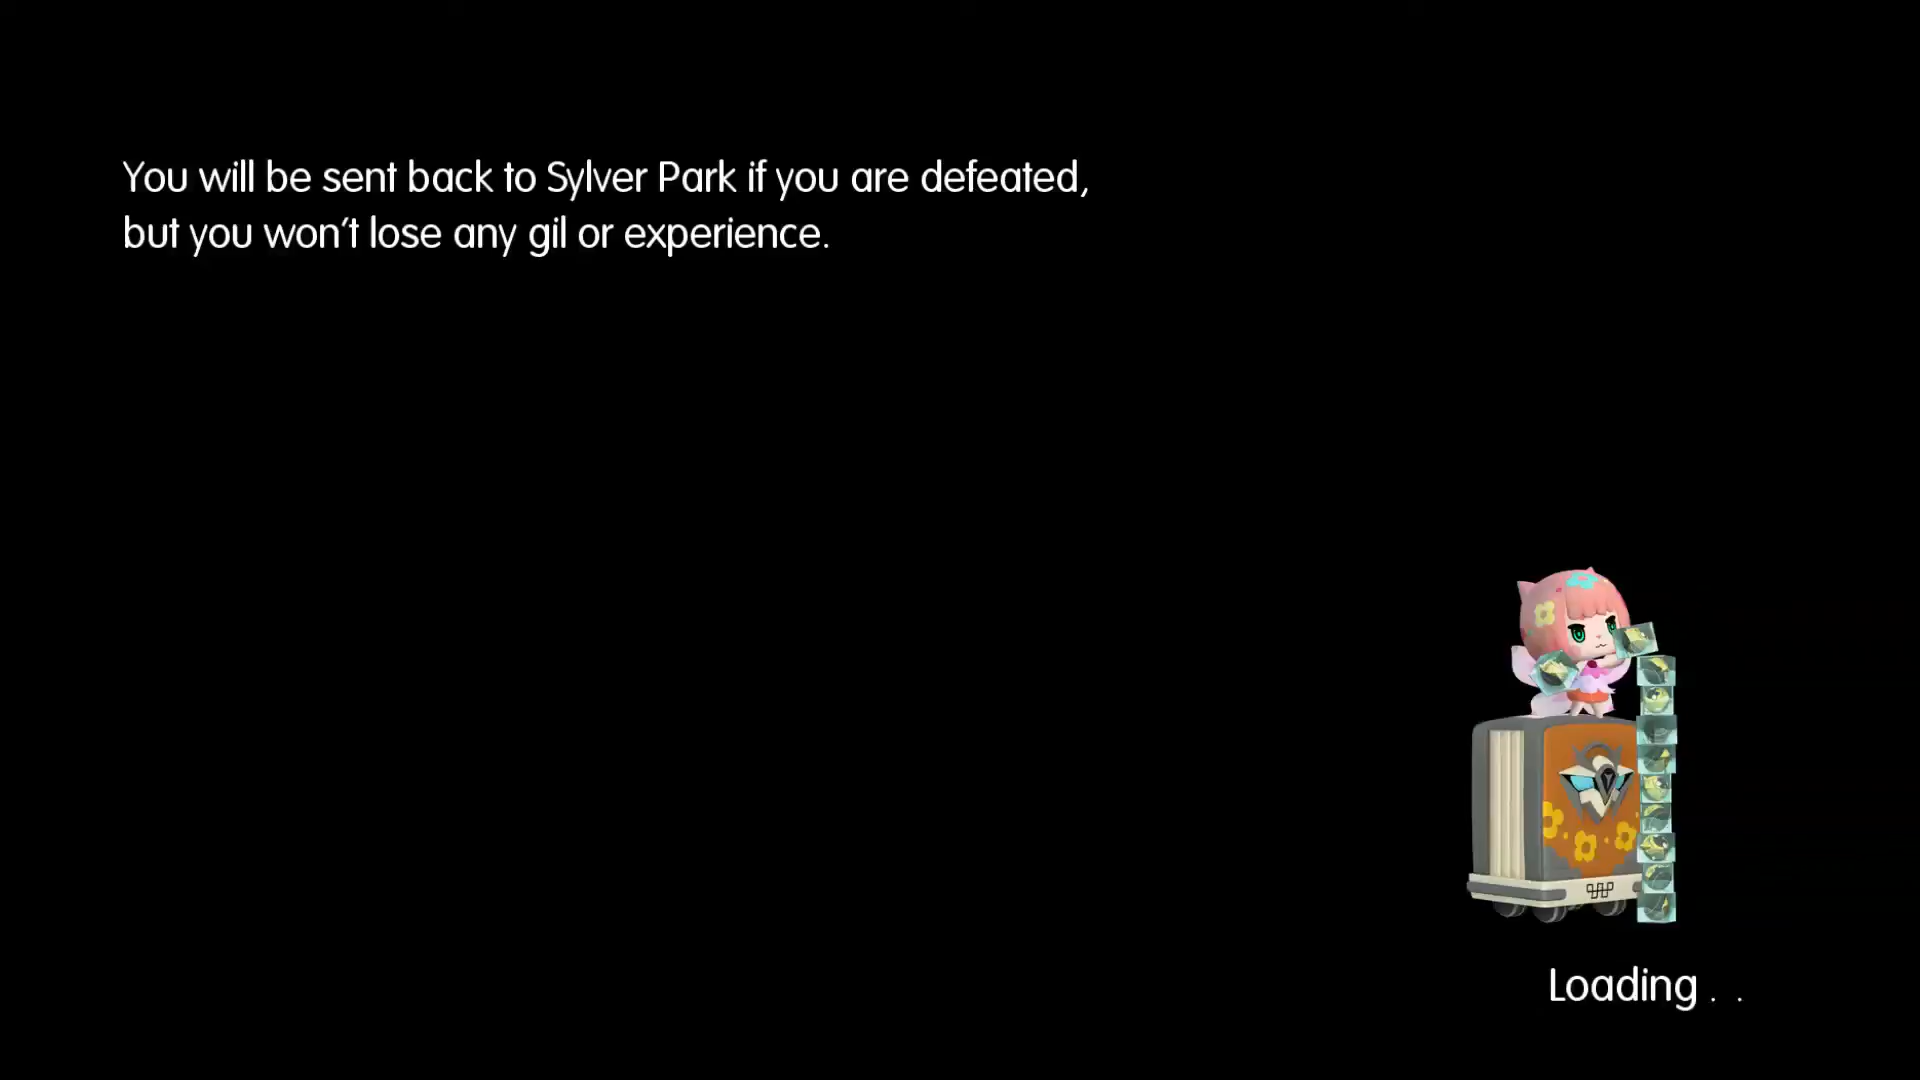 You will be sent back to Sylver Park if you are defeated,
but you won't lose any gil or experience.
Loading . .